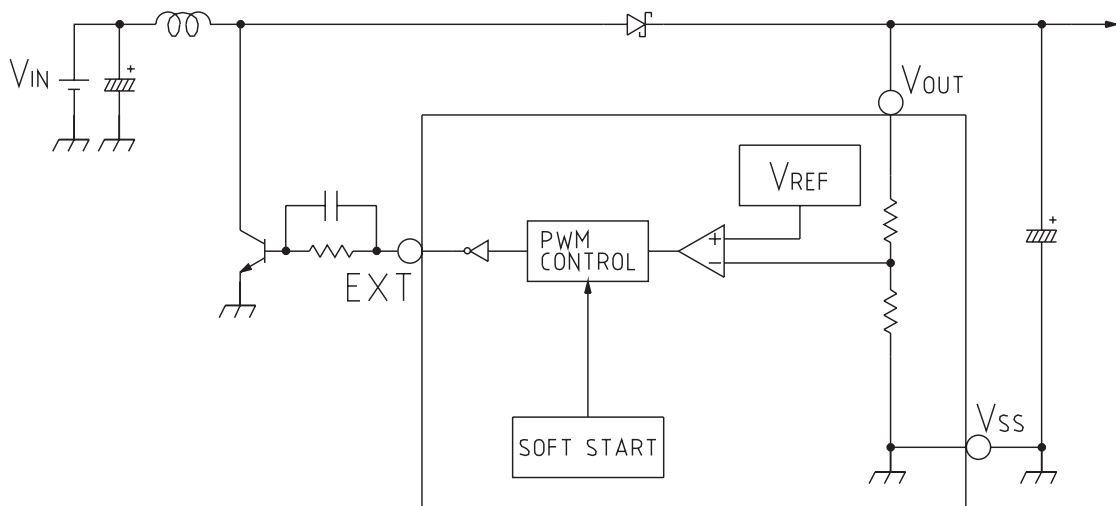 VIN
+
VOUT
VREF
+
PWM
CONTROL
+
−
EXT
SOFT START
VSS